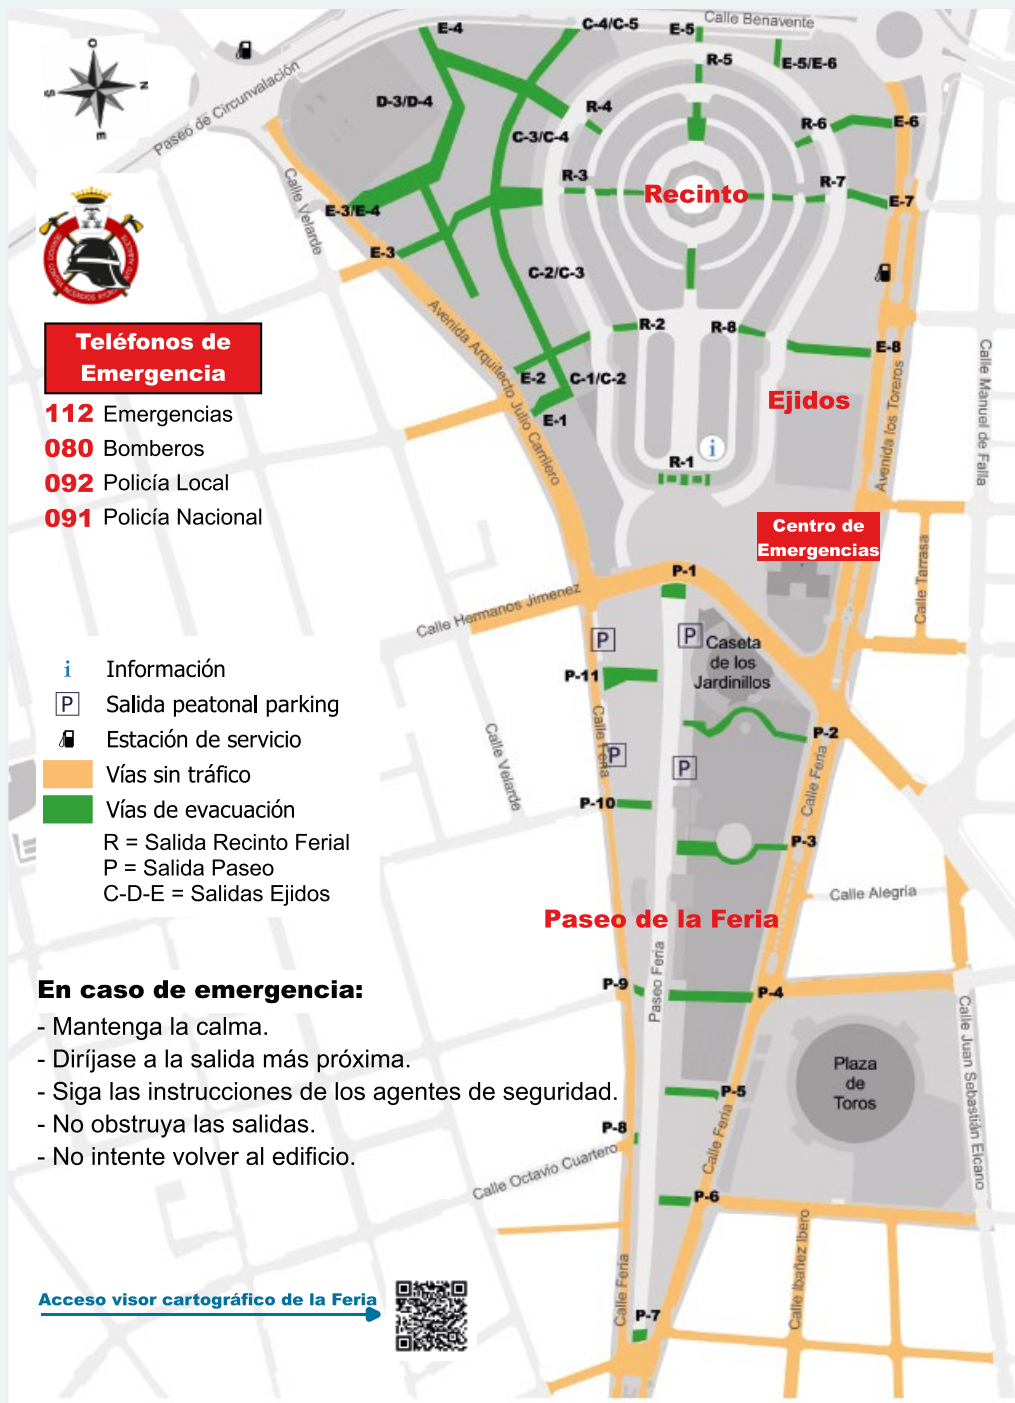 Calle Benavente
C-4/C-5
E-4
E-5
R-5
E-5/E-6
O
N
S
E
Paseo de Circunvalación
D-3/D-4
R-4
C-3/C-4
R-6
E-6
R-3
Recinto
R-7
E-7
Calle Velarde
E-3/E-4
E-3
C-2/C-3
Teléfonos de
Emergencia
112 Emergencias
080 Bomberos
092 Policía Local
091 Policía Nacional
Avenida Arquitecto Julio Carrilero
R-2
R-8
E-8
E-2
C-1/C-2
E-1
Ejidos
Avenida los Toreros
Calle Manuel de Falla
i
R-1
Centro de
Emergencias
Calle Tarrasa
P-1
Calle Hermanos Jimenez
P
P
Caseta
de los
Jardinillos
P-11
Calle Feria
P-2
Calle Feria
Calle Velarde
P
P
P-10
P-3
i Información
P Salida peatonal parking
Estación de servicio
Vías sin tráfico
Vías de evacuación
R = Salida Recinto Ferial
P = Salida Paseo
C-D-E = Salidas Ejidos
Calle Alegría
Paseo de la Feria
Paseo Feria
P-9
P-4
En caso de emergencia:
- Mantenga la calma.
- Diríjase a la salida más próxima.
- Siga las instrucciones de los agentes de seguridad.
- No obstruya las salidas.
- No intente volver al edificio.
Plaza
de
Toros
Calle Juan Sebastián Elcano
P-5
Calle Feria
P-8
Calle Octavio Cuartero
P-6
Calle Ibañez Ibero
Calle Feria
P-7
Acceso visor cartográfico de la Feria